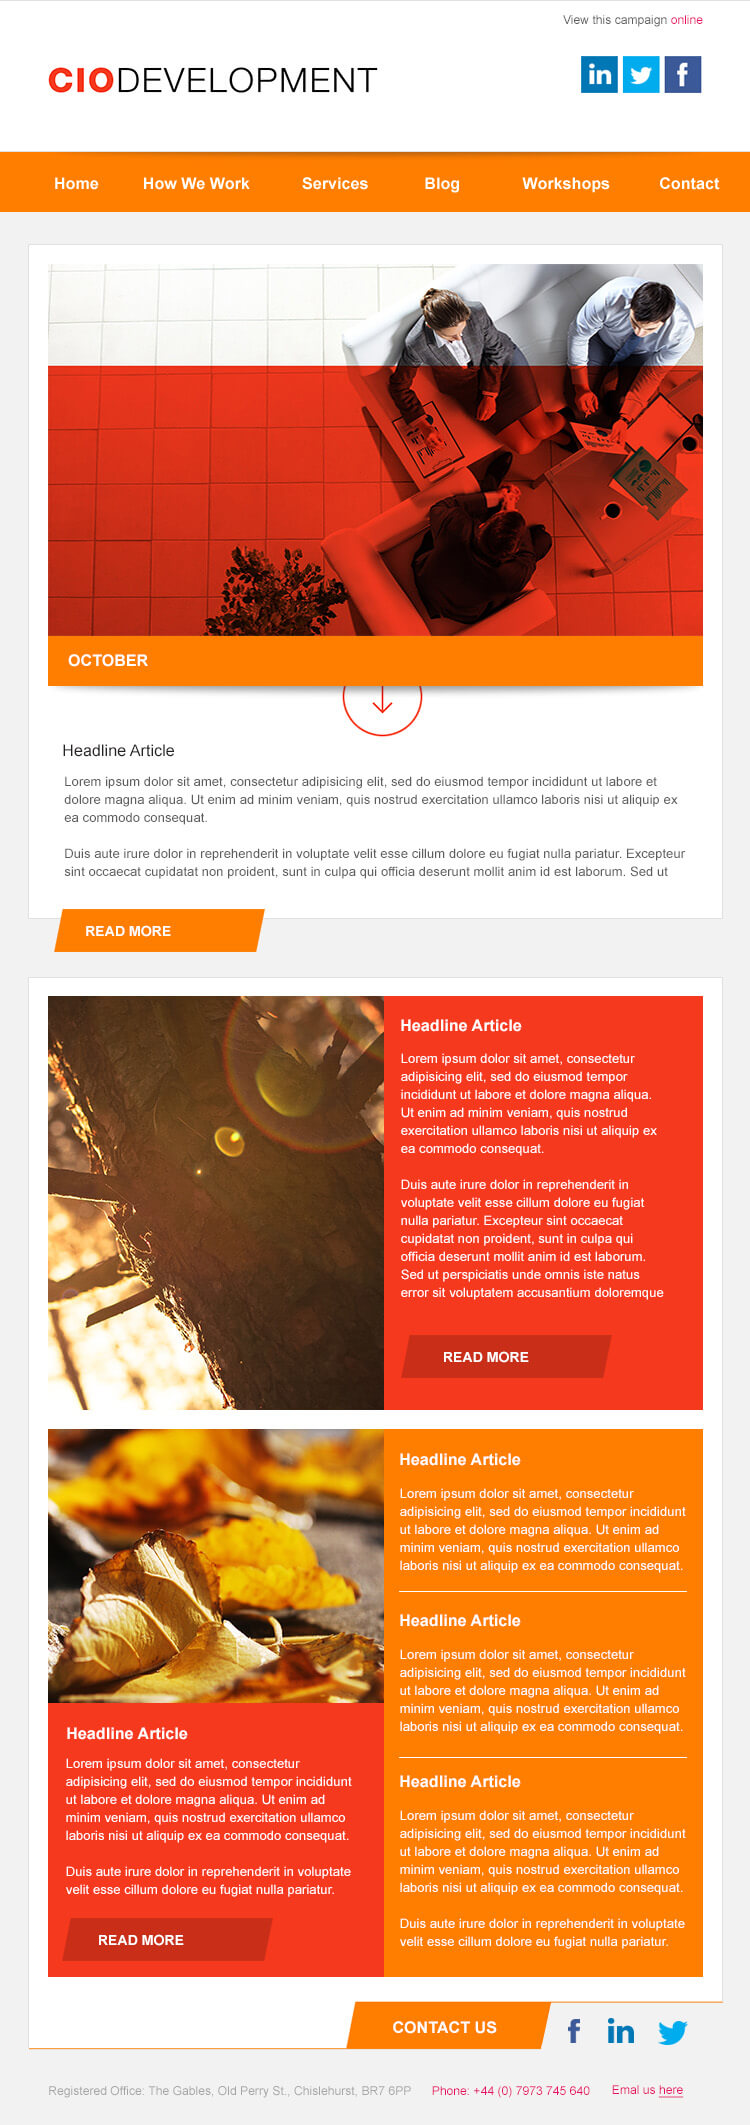 View this campaign online
CIODEVELOPMENT
in f
Home How We Work Services Blog Workshops Contact
OCTOBER
Headline Article
Lorem ipsum dolor sit amet, consectetur adipisicing elit, sed do eiusmod tempor incididunt ut labore et
dolore magna aliqua. Ut enim ad minim veniam, quis nostrud exercitation ullamco laboris nisi ut aliquip ex
ea commodo consequat.
Duis aute irure dolor in reprehenderit in voluptate velit esse cillum dolore eu fugiat nulla pariatur. Excepteur
sint occaecat cupidatat non proident, sunt in culpa qui officia deserunt mollit anim id est laborum. Sed ut
READ MORE
Headline Article
Lorem ipsum dolor sit amet, consectetur
adipisicing elit, sed do eiusmod tempor
incididunt ut labore et dolore magna aliqua.
Ut enim ad minim veniam, quis nostrud
exercitation ullamco laboris nisi ut aliquip ex
ea commodo consequat.
Duis aute irure dolor in reprehenderit in
voluptate velit esse cillum dolore eu fugiat
nulla pariatur. Excepteur sint occaecat
cupidatat non proident, sunt in culpa qui
officia deserunt mollit anim id est laborum.
Sed ut perspiciatis unde omnis iste natus
error sit voluptatem accusantium doloremque
READ MORE
Headline Article
Lorem ipsum dolor sit amet, consectetur
adipisicing elit, sed do eiusmod tempor incididunt
ut labore et dolore magna aliqua. Ut enim ad
minim veniam, quis nostrud exercitation ullamco
laboris nisi ut aliquip ex ea commodo consequat.
Duis aute irure dolor in reprehenderit in voluptate
velit esse cillum dolore eu fugiat nulla pariatur.
READ MORE
Headline Article
Lorem ipsum dolor sit amet, consectetur
adipisicing elit, sed do eiusmod tempor incididunt
ut labore et dolore magna aliqua. Ut enim ad
minim veniam, quis nostrud exercitation ullamco
laboris nisi ut aliquip ex ea commodo consequat.
Headline Article
Lorem ipsum dolor sit amet, consectetur
adipisicing elit, sed do eiusmod tempor incididunt
ut labore et dolore magna aliqua. Ut enim ad
minim veniam, quis nostrud exercitation ullamco
laboris nisi ut aliquip ex ea commodo consequat.
Headline Article
Lorem ipsum dolor sit amet, consectetur
adipisicing elit, sed do eiusmod tempor incididunt
ut labore et dolore magna aliqua. Ut enim ad
minim veniam, quis nostrud exercitation ullamco
laboris nisi ut aliquip ex ea commodo consequat.
Duis aute irure dolor in reprehenderit in voluptate
velit esse cillum dolore eu fugiat nulla pariatur.
CONTACT US f in
Registered Office: The Gables, Old Perry St., Chislehurst, BR7 6PP Phone: +44 (0) 7973 745 640 Emal us here